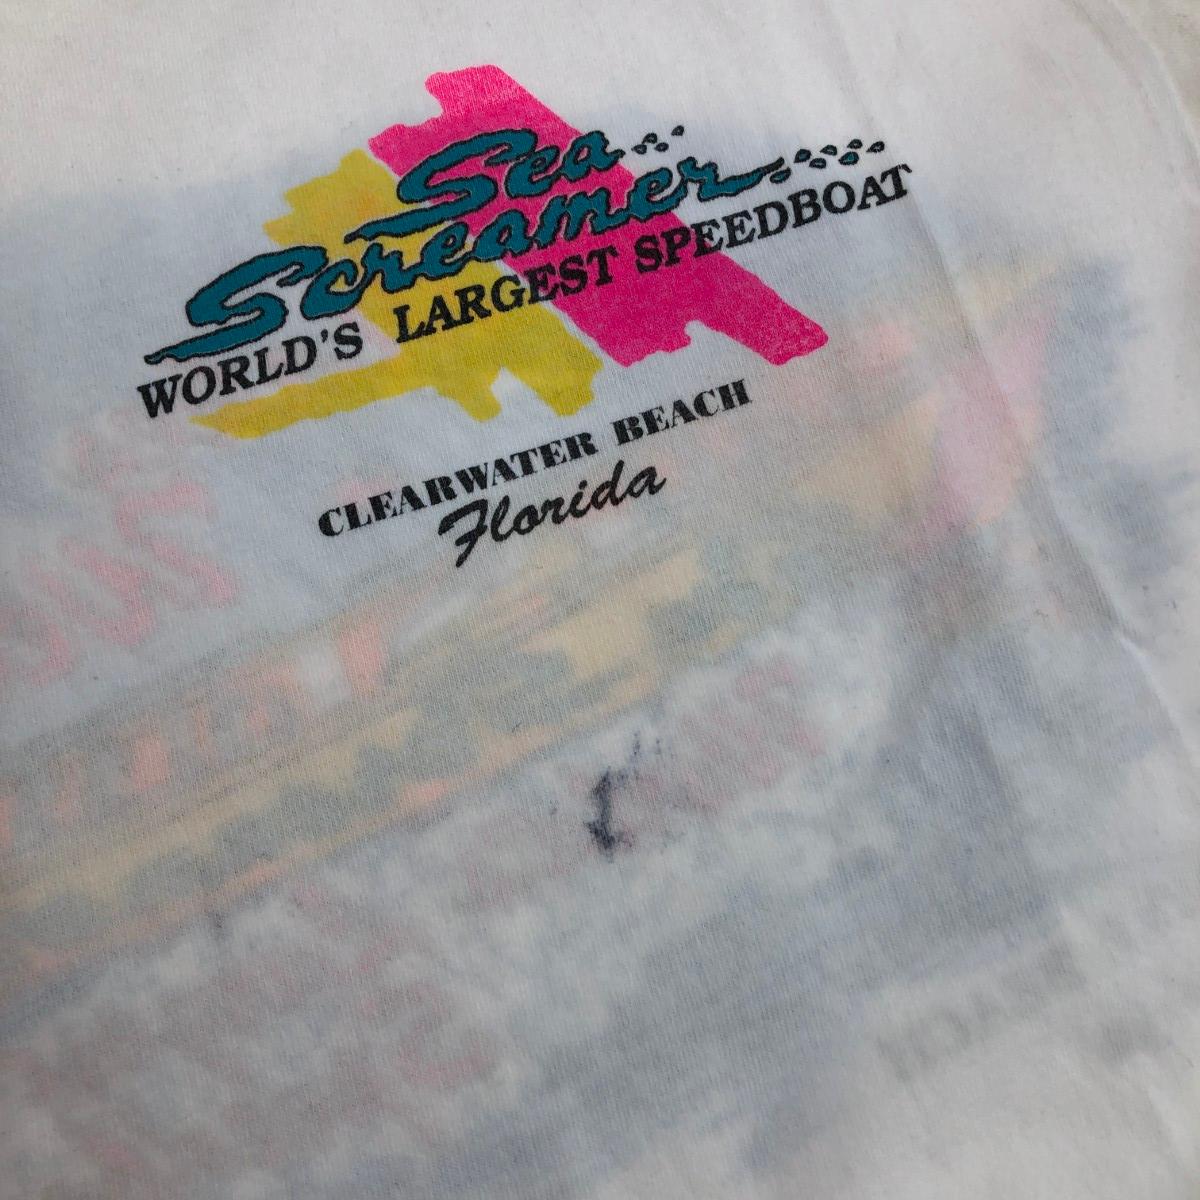 Sea
Screamer
WORLD'S LARGEST SPEEDBOAT
CLEARWATER BEACH
Florida